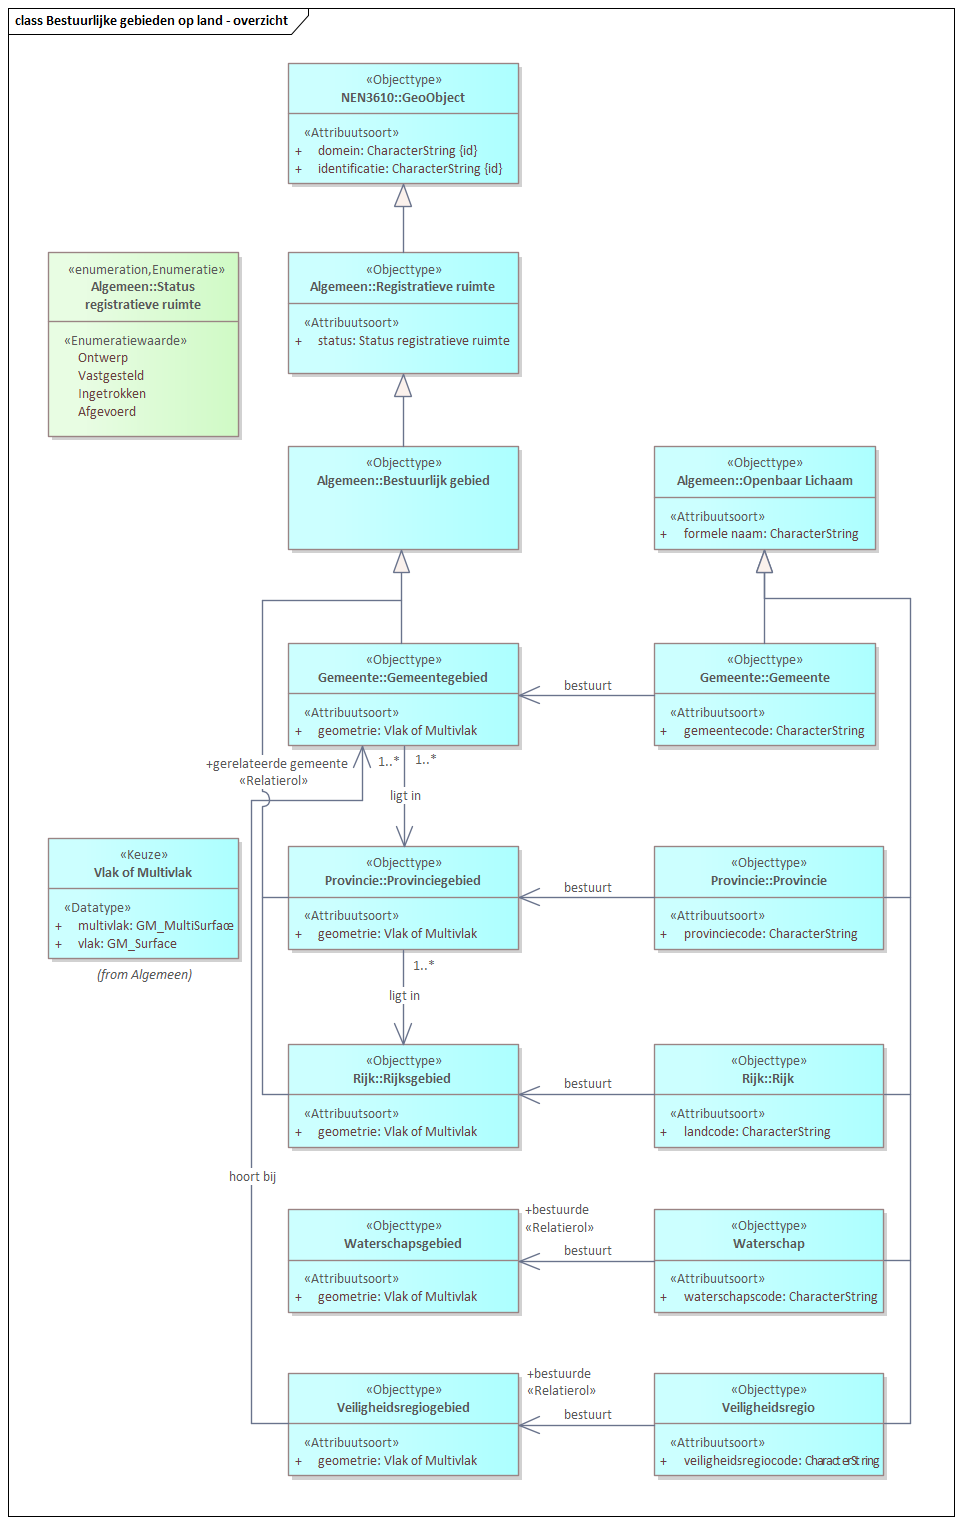 class Bestuurlijke gebieden op land - overzicht
«Objecttype»
NEN3610::GeoObject
«Attribuutsoort»
+ domein: CharacterString {id}
+ identificatie: CharacterString {id}
«enumeration,Enumeratie»
Algemeen::Status
registratieve ruimte
«Enumeratiewaarde»
Ontwerp
Vastgesteld
Ingetrokken
Afgevoerd
«Objecttype»
Algemeen::Registratieve ruimte
«Attribuutsoort»
+ status: Status registratieve ruimte
«Objecttype»
Algemeen::Bestuurlijk gebied
«Objecttype»
Algemeen::Openbaar Lichaam
«Attribuutsoort»
+ formele naam: CharacterString
«Objecttype»
Gemeente::Gemeentegebied
«Attribuutsoort»
+ geometrie: Vlak of Multivlak
bestuurt
«Objecttype»
Gemeente::Gemeente
«Attribuutsoort»
+ gemeentecode: CharacterString
+gerelateerde gemeente
«Relatierol»
1..*
1..*
ligt in
«Keuze»
Vlak of Multivlak
«Datatype»
+ multivlak: GM_MultiSurface
+ vlak: GM_Surface
(from Algemeen)
«Objecttype»
Provincie::Provinciegebied
«Attribuutsoort»
+ geometrie: Vlak of Multivlak
bestuurt
«Objecttype»
Provincie::Provincie
«Attribuutsoort»
+ provinciecode: CharacterString
1..*
ligt in
«Objecttype»
Rijk::Rijksgebied
«Attribuutsoort»
+ geometrie: Vlak of Multivlak
bestuurt
«Objecttype»
Rijk::Rijk
«Attribuutsoort»
+ landcode: CharacterString
hoort bij
«Objecttype»
Waterschapsgebied
«Attribuutsoort»
+ geometrie: Vlak of Multivlak
+bestuurde
«Relatierol»
bestuurt
«Objecttype»
Waterschap
«Attribuutsoort»
+ waterschapscode: CharacterString
«Objecttype»
Veiligheidsregiogebied
«Attribuutsoort»
+ geometrie: Vlak of Multivlak
+bestuurde
«Relatierol»
bestuurt
«Objecttype»
Veiligheidsregio
«Attribuutsoort»
+ veiligheidsregiocode: CharacterString